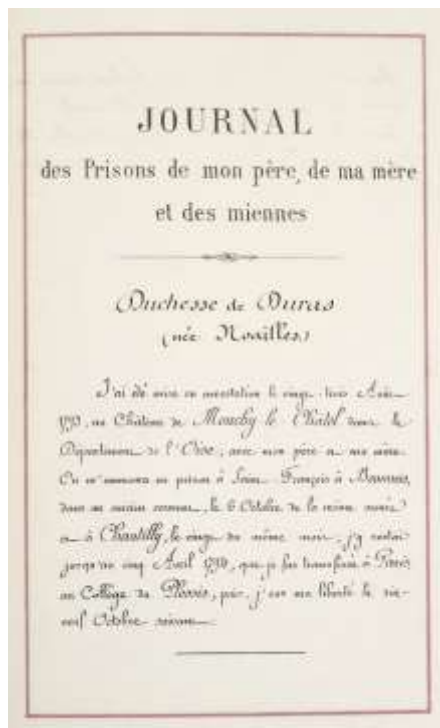 JOURNAL
des Prisons de mon père, de ma mère
et des miennes
Duchesse de Duras
(née Noailles)
J'ai été mise en arrestation le vingt-trois Août
1793, au Château de Mouchy le Châtel dans le
Département de l'Oise, avec mon père et ma mère.
On m'emmena en prison à Saint François à Beauvais,
dans un ancien couvent, le 6 Octobre de la même année
et à Chantilly, le vingt du même mois, j'y restai
jusqu'au cinq Avril 1794, que je fus transférée à Paris,
au Collège du Plessis, puis, j'eus ma liberté le dix-
neuf Octobre suivant.